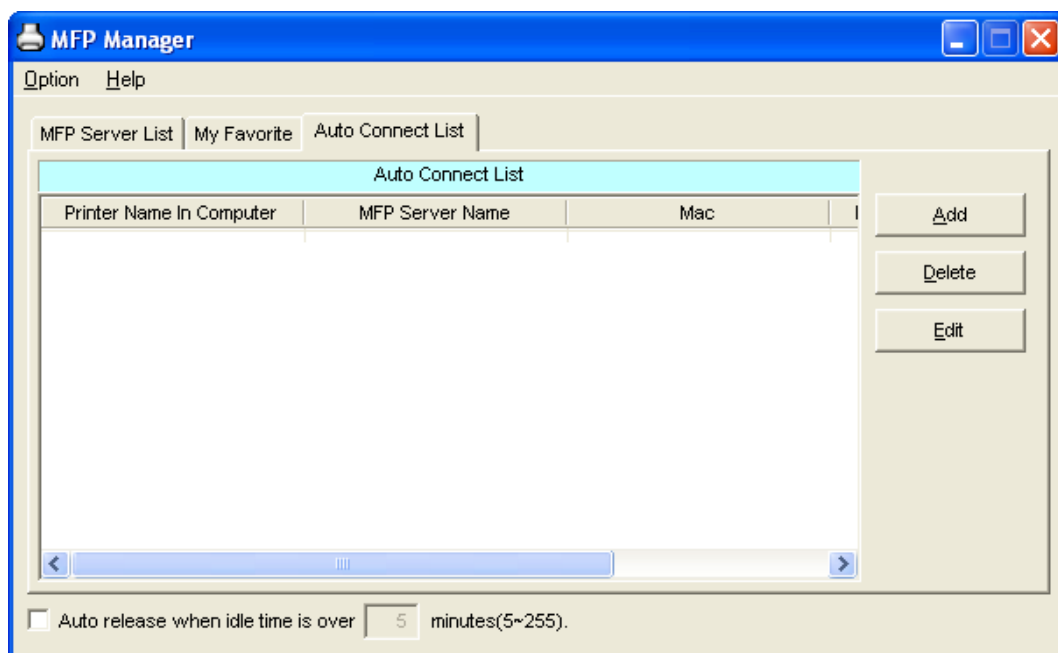 MFP Manager
Option Help
MFP Server List My Favorite Auto Connect List
Auto Connect List
Printer Name In Computer MFP Server Name Mac
Add
Delete
Edit
Auto release when idle time is over 5 minutes(5~255).